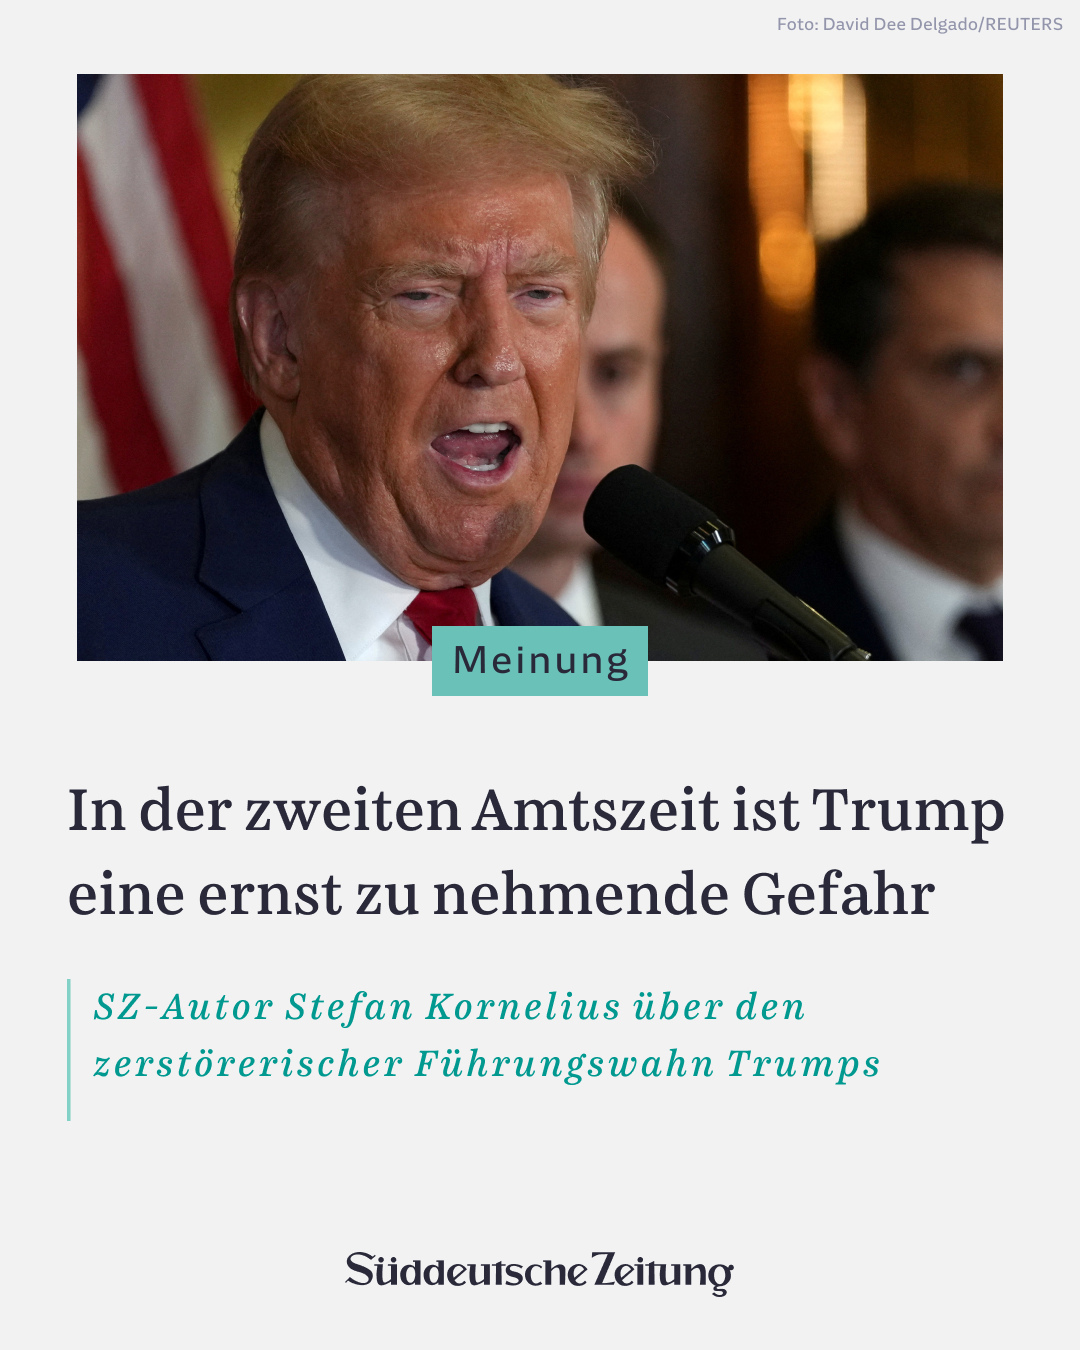 Foto: David Dee Delgado/REUTERS
Meinung
In der zweiten Amtszeit ist Trump
eine ernst zu nehmende Gefahr
SZ-Autor Stefan Kornelius über den
zerstörerischer Führungswahn Trumps
Süddeutsche Zeitung